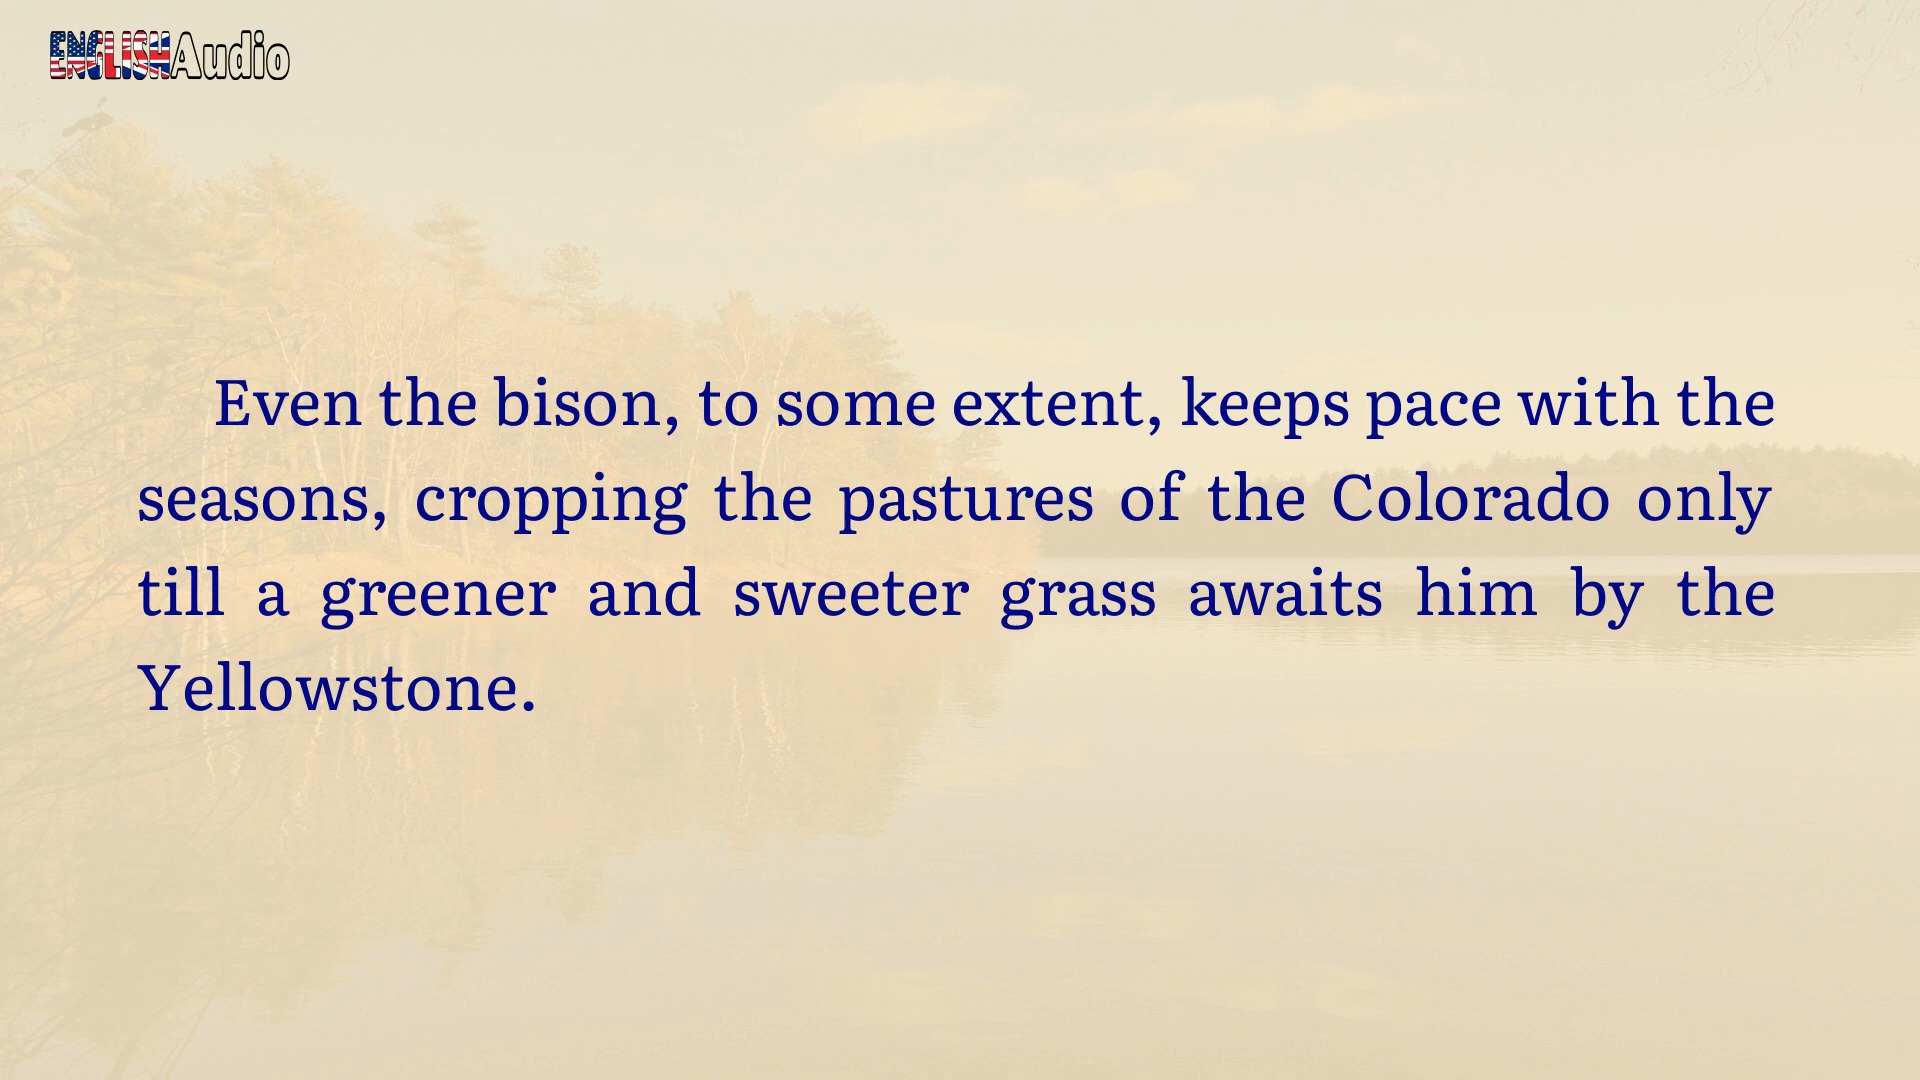 ENGLISHAudio
Even the bison, to some extent, keeps pace with the
seasons, cropping the pastures of the Colorado only
till a greener and sweeter grass awaits him by the
Yellowstone.